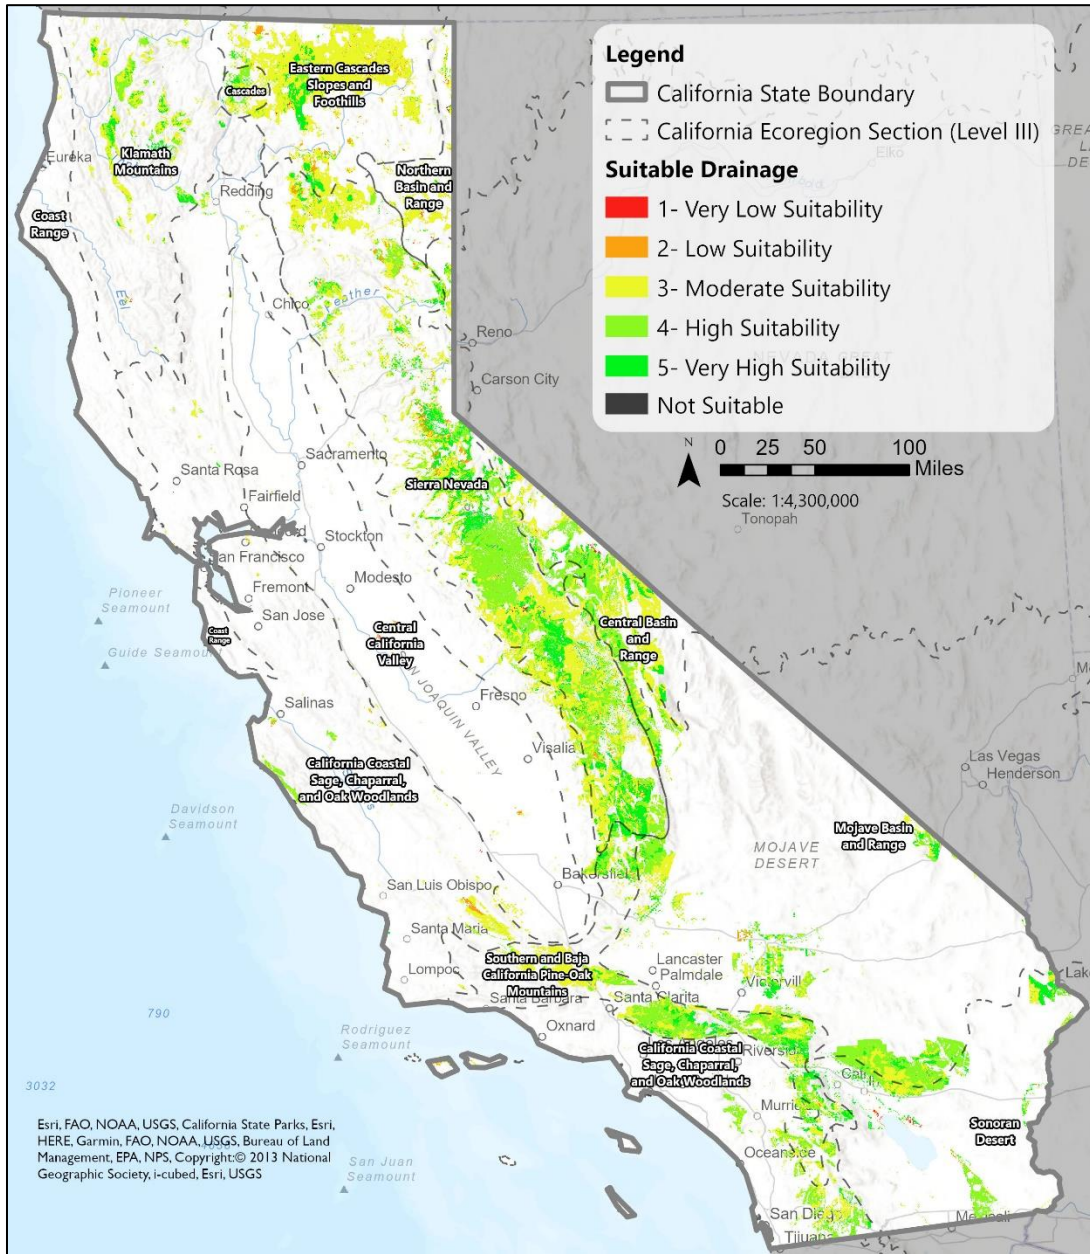 Legend
California State Boundary
California Ecoregion Section (Level III)
Suitable Drainage
1- Very Low Suitability
2- Low Suitability
3- Moderate Suitability
4- High Suitability
5- Very High Suitability
Not Suitable
N
0 25 50 100
Miles
Scale: 1:4,300,000
Eastern Cascades
Slopes and
Foothills
Cascades
Klamath
Mountains
Eureka
Northern
Basin and
Range
Redding
Coast
Range
Eel
Chico
Reno
Carson City
Elko
Tonopah
Sacramento
Santa Rosa
Sierra Nevada
Fairfield
Stockton
San Francisco
Modesto
Fremont
San Jose
Pioneer
Seamount
Coast
Range
Guide Seamount
Central
California
Valley
SAN JOAQUIN VALLEY
Central Basin
and
Range
Fresno
Salinas
Visalia
California Coastal
Sage, Chaparral,
and Oak Woodlands
Davidson
Seamount
Las Vegas
Henderson
Mojave Basin
and Range
MOJAVE
DESERT
San Luis Obispo
Santa Maria
Lompoc
Southern and Baja
California Pine-Oak
Mountains
Lancaster
Palmdale
Santa Barbara
Santa Clarita
Oxnard
790
Rodriguez
Seamount
California Coastal
Sage, Chaparral,
and Oak Woodlands
3032
Sonoran
Desert
San Juan
Seamount
Esri, FAO, NOAA, USGS, California State Parks, Esri,
HERE, Garmin, FAO, NOAA, USGS, Bureau of Land
Management, EPA, NPS, Copyright:© 2013 National
Geographic Society, i-cubed, Esri, USGS